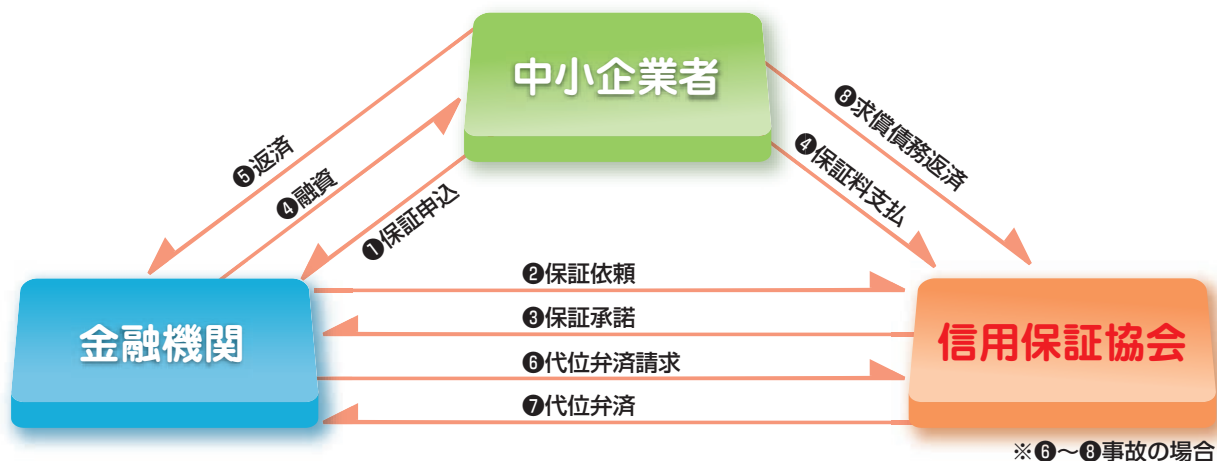 中小企業者
❺返済
❹融資
❶保証申込
❽求償債務返済
❹保証料支払
❷保証依頼
❸保証承諾
❻代位弁済請求
❼代位弁済
金融機関
信用保証協会
※❻～❽事故の場合